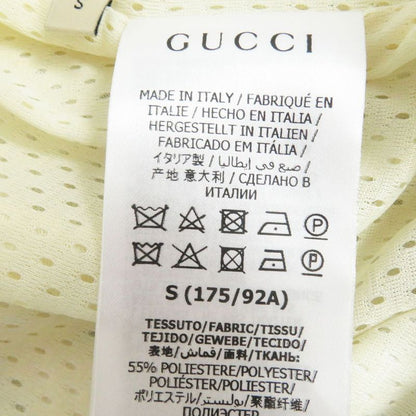 S
GUCCI
MADE IN ITALY / FABRIQUÉ EN
ITALIE / HECHO EN ITALIA /
HERGESTELLT IN ITALIEN /
FABRICADO EM ITÁLIA /
イタリア製 / صنع في إيطاليا /
产地 意大利 / СДЕЛАНО В
ИТАЛИИ
S (175/92A)
TESSUTO/FABRIC/TISSU/
TEJIDO/GEWEBE/TECIDO/
表地/قماش/面料/ТКАНЬ:
55% POLIESTERE/POLYESTER/
POLYESTER/POLIÉSTER/
POLYESTER/POLIÉSTER/
ポリエステル/بوليستر/聚酯纤维/
ПОЛИЭСТЕР